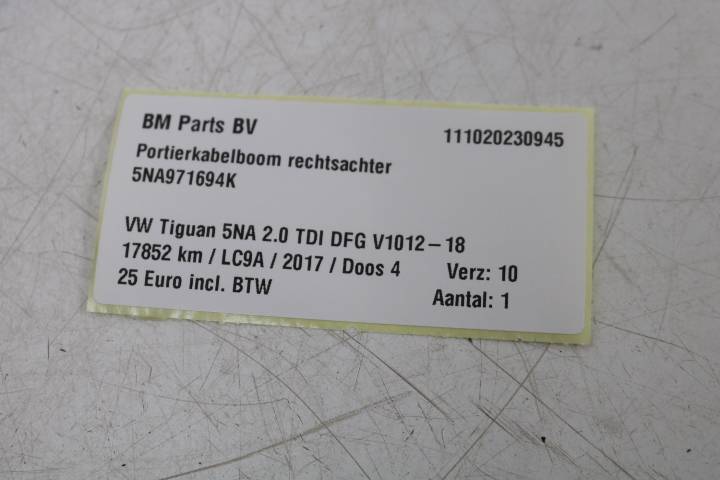 BM Parts BV 111020230945
Portierkabelboom rechtsachter
5NA971694K
VW Tiguan 5NA 2.0 TDI DFG V1012-18
17852 km / LC9A / 2017 / Doos 4 Verz: 10
25 Euro incl. BTW Aantal: 1